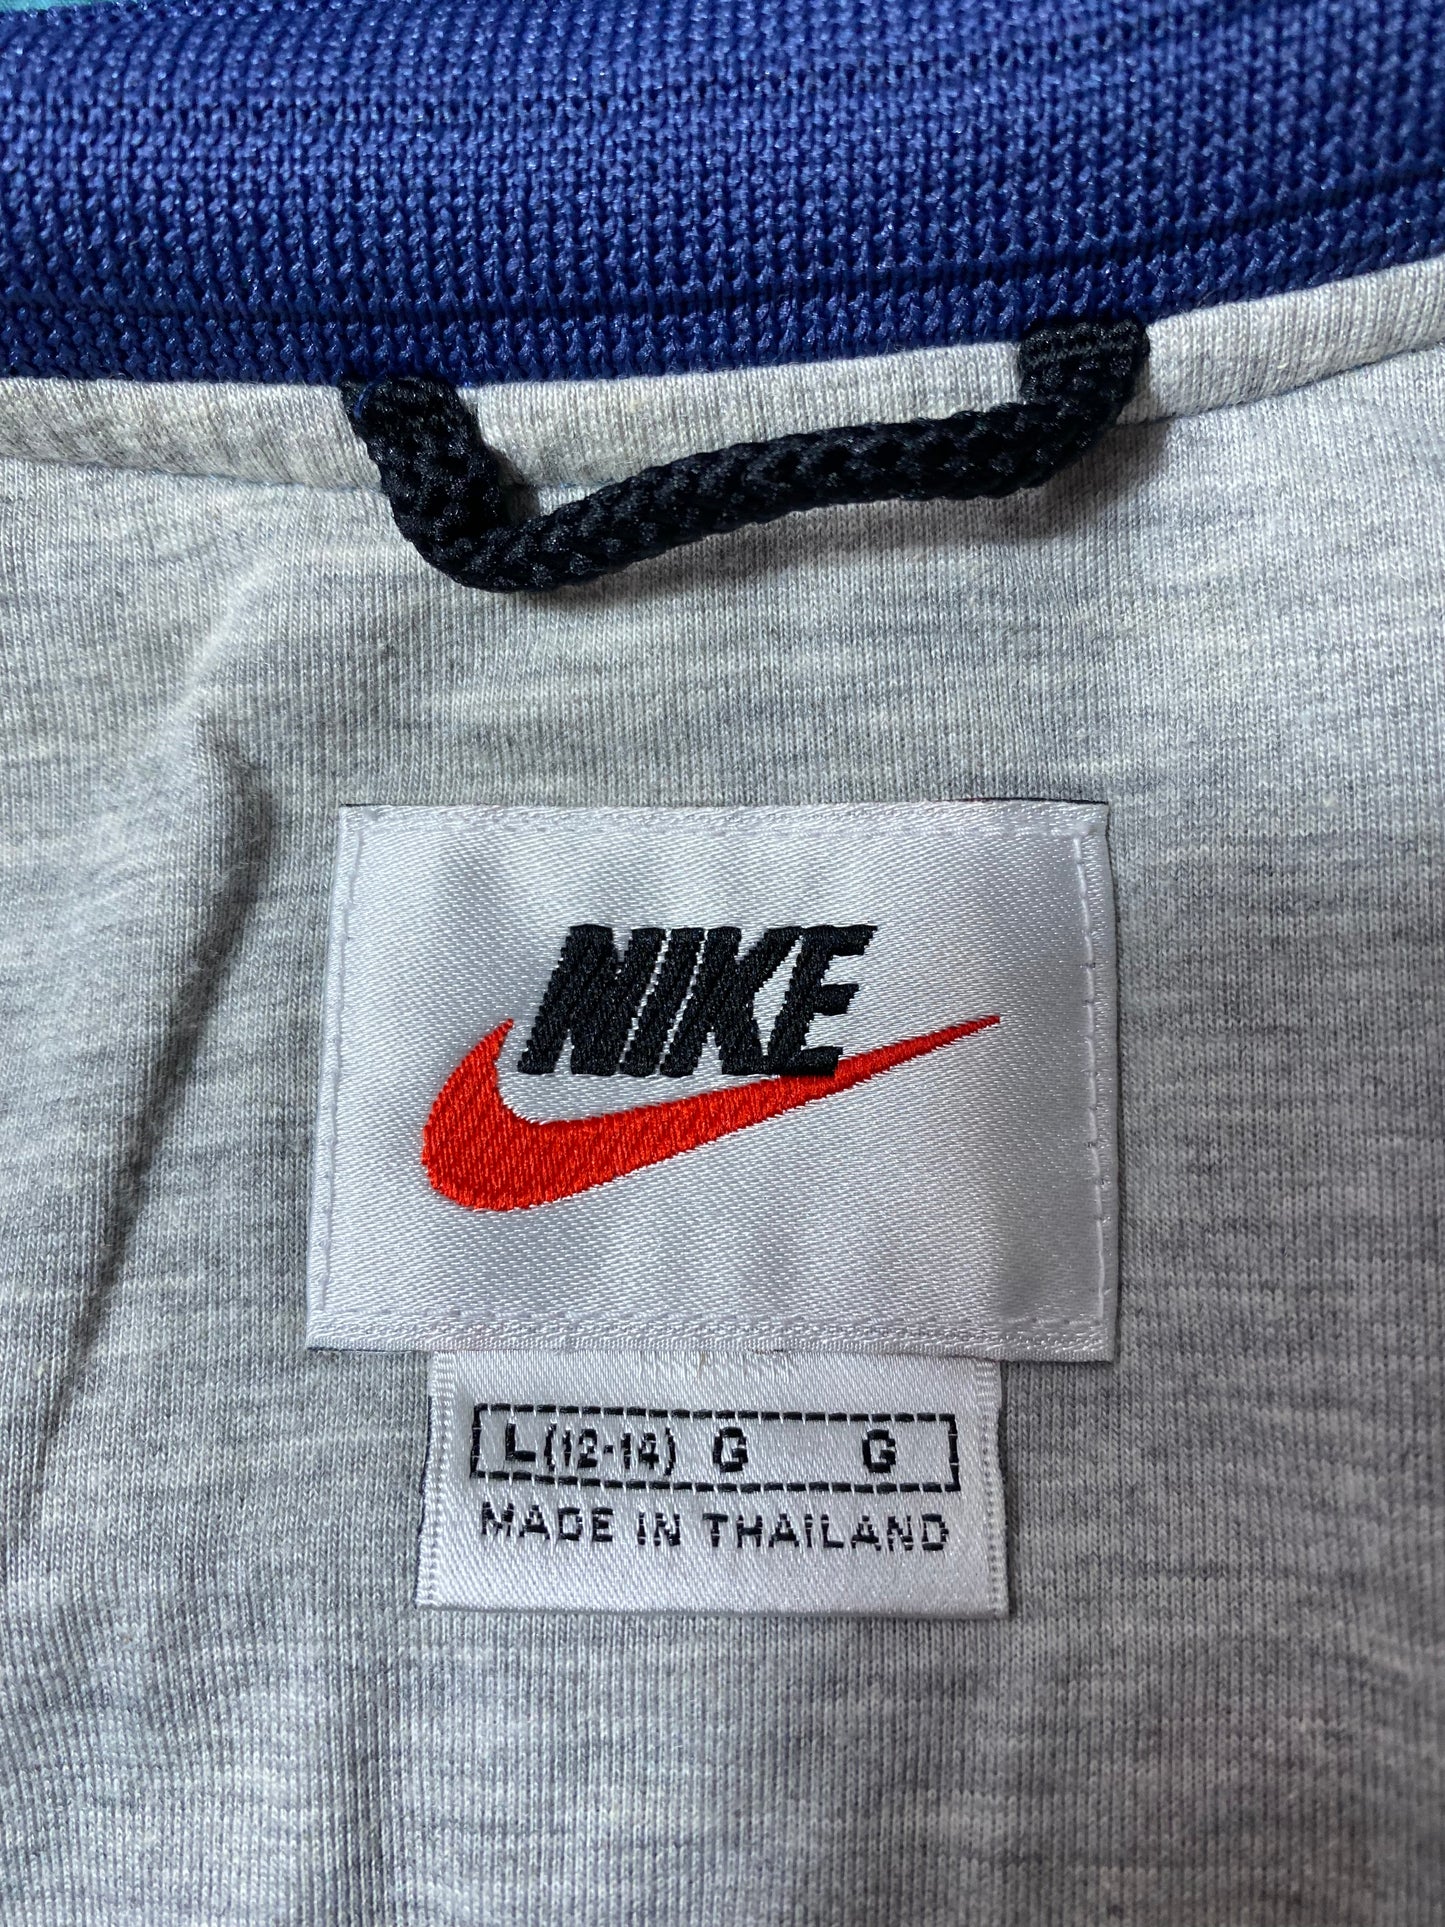 NIKE
L(12-14) G G
MADE IN THAILAND